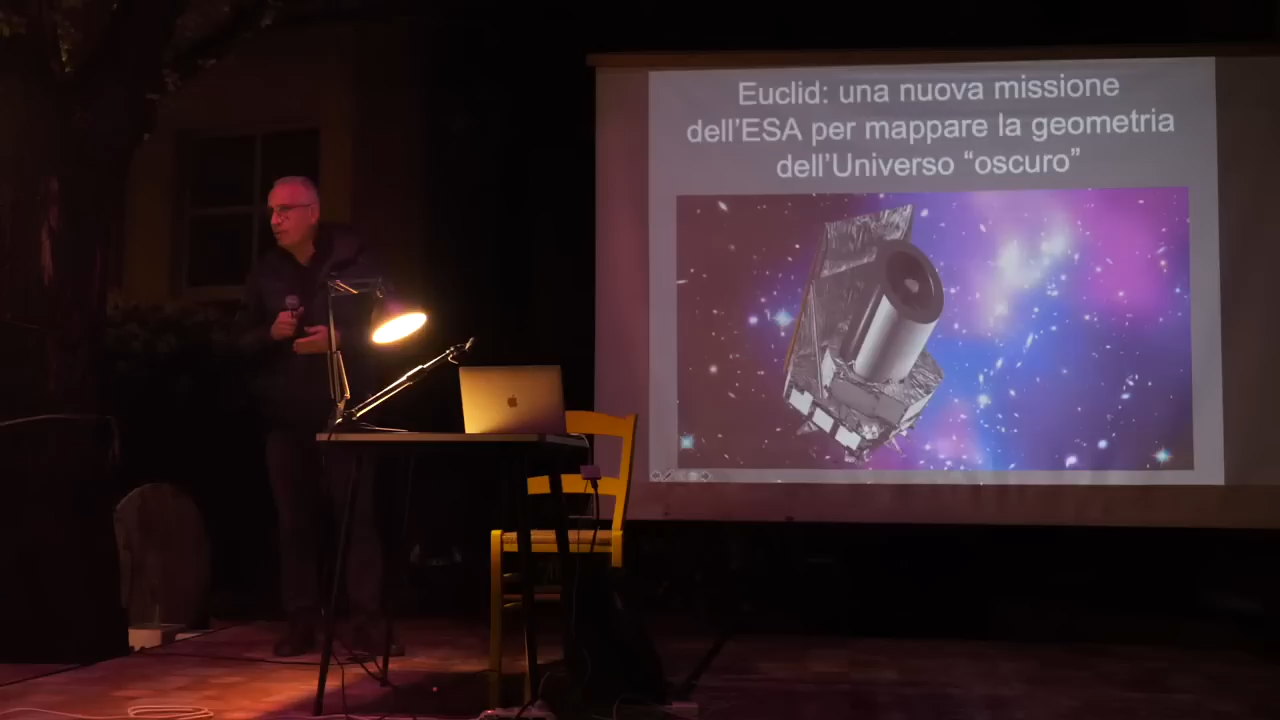 Euclid: una nuova missione
dell’ESA per mappare la geometria
dell’Universo “oscuro”